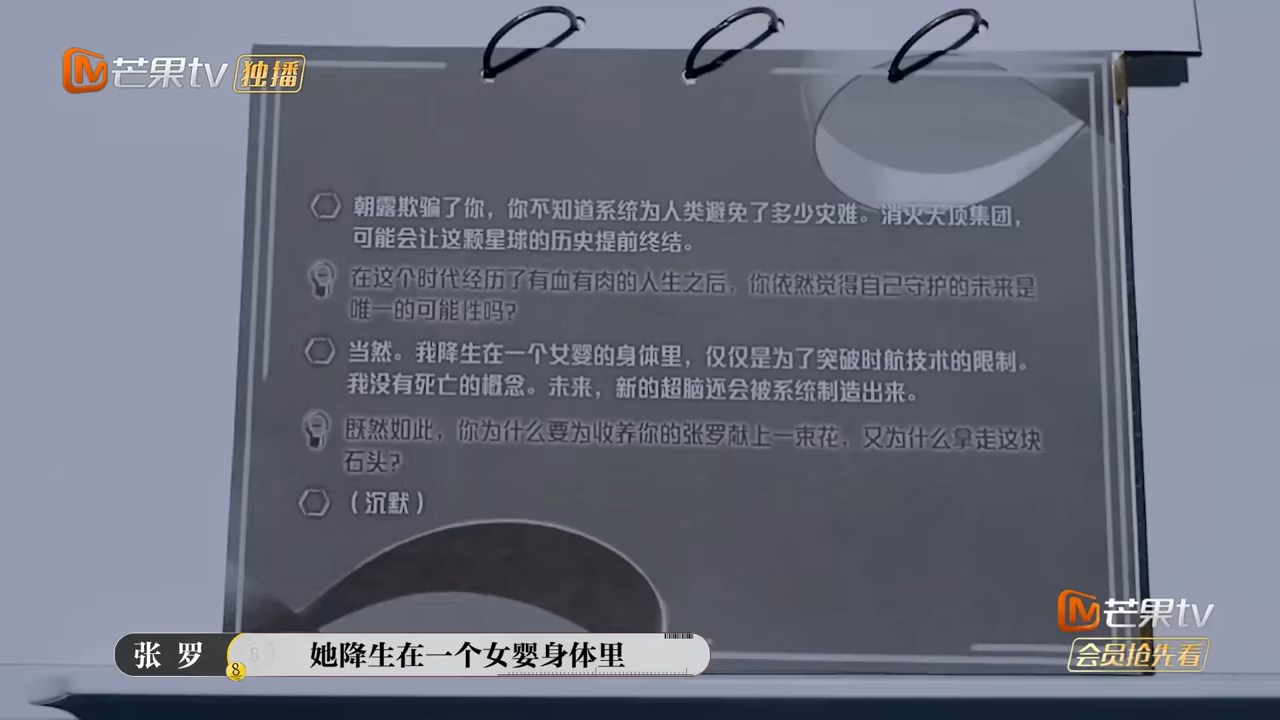 芒果tv 独播
朝露欺骗了你，你不知道系统为人类避免了多少灾难。消灭天顶集团，
可能会让这颗星球的历史提前终结。
在这个时代经历了有血有肉的人生之后，你依然觉得自己守护的未来是
唯一的可能性吗？
当然。我降生在一个女婴的身体里，仅仅是为了突破时航技术的限制。
我没有死亡的概念。未来，新的超脑还会被系统制造出来。
既然如此，你为什么要为收养你的张罗献上一束花，又为什么拿走这块
石头？
（沉默）
芒果tv
会员抢先看
张罗 8 她降生在一个女婴身体里